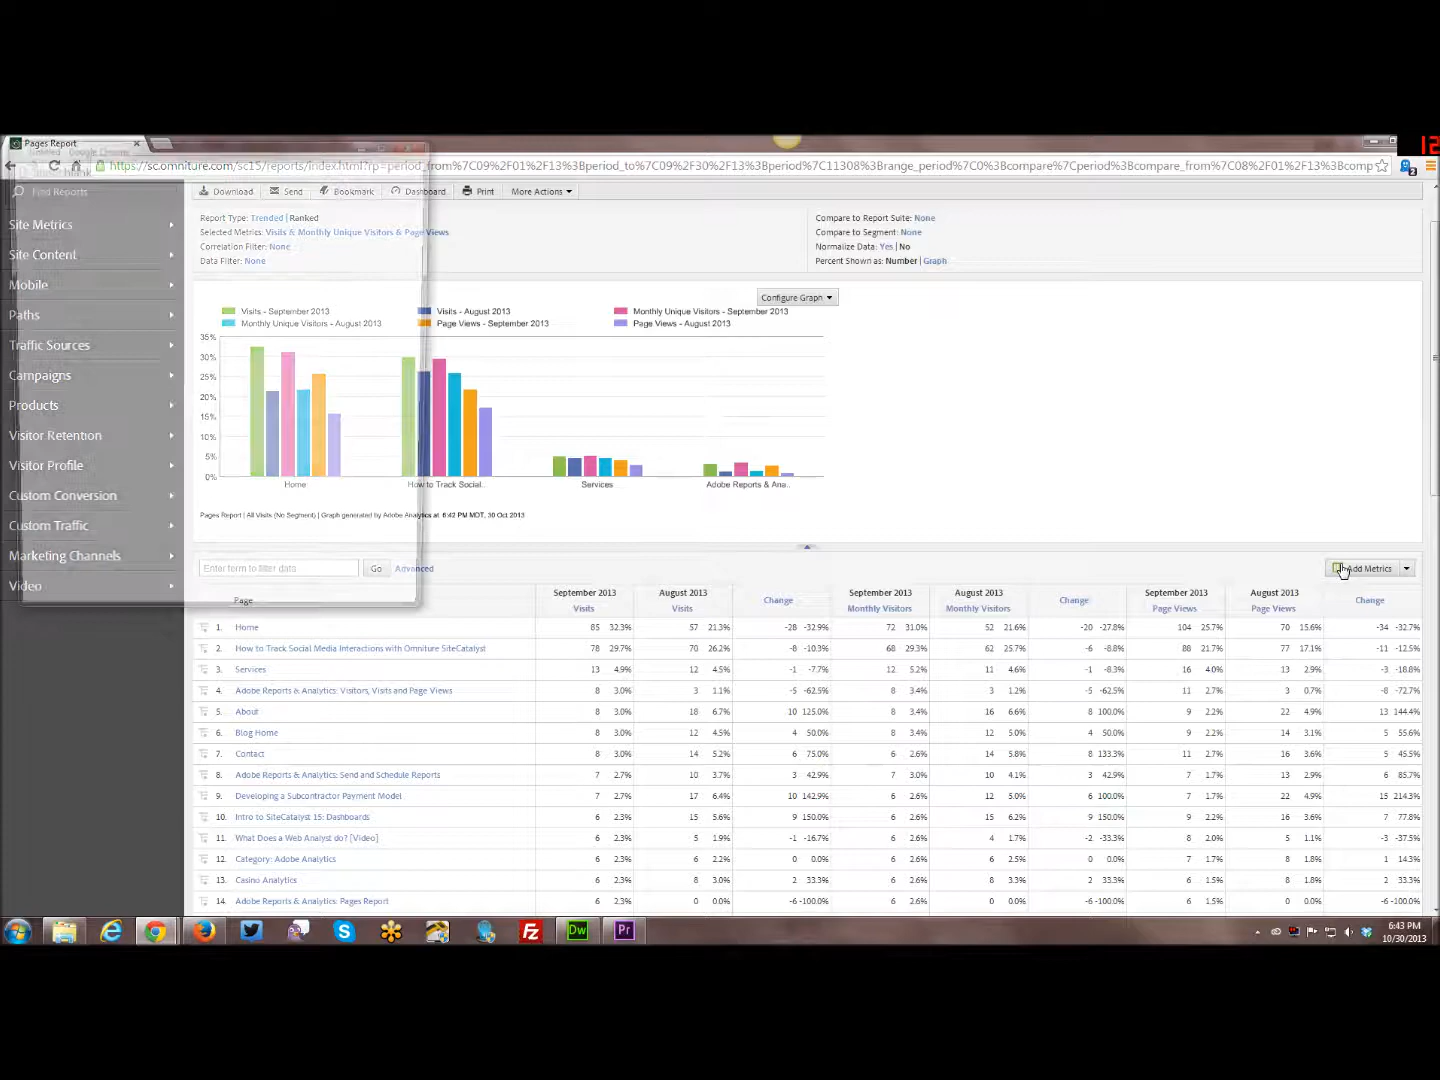 Pages Report
https://sc.omniture.com/sc15/reports/index.html?rp=period_from%7C09%2F01%2F13%3Bperiod_to%7C09%2F30%2F13%3Bperiod%7C11308%3Brange_period%7C0%3Bcompare%7Cperiod%3Bcompare_from%7C08%2F01%2F13%3Bcomp
Find Reports
Download Send Bookmark Dashboard Print More Actions
Site Metrics
Site Content
Mobile
Paths
Traffic Sources
Campaigns
Products
Visitor Retention
Visitor Profile
Custom Conversion
Custom Traffic
Marketing Channels
Video
Report Type: Trended | Ranked
Selected Metrics: Visits & Monthly Unique Visitors & Page Views
Correlation Filter: None
Data Filter: None
Compare to Report Suite: None
Compare to Segment: None
Normalize Data: Yes | No
Percent Shown as: Number | Graph
Configure Graph
Visits - September 2013 Visits - August 2013 Monthly Unique Visitors - September 2013
Monthly Unique Visitors - August 2013 Page Views - September 2013 Page Views - August 2013
35%
30%
25%
20%
15%
10%
5%
0%
Home How to Track Social.. Services Adobe Reports & Ana..
Pages Report | All Visits (No Segment) | Graph generated by Adobe Analytics at 6:42 PM MDT, 30 Oct 2013
Enter term to filter data Go Advanced Add Metrics
September 2013 August 2013 September 2013 August 2013 September 2013 August 2013
Page Visits Visits Change Monthly Visitors Monthly Visitors Change Page Views Page Views Change
1. Home 85 32.3% 57 21.3% -28 -32.9% 72 31.0% 52 21.6% -20 -27.8% 104 25.7% 70 15.6% -34 -32.7%
2. How to Track Social Media Interactions with Omniture SiteCatalyst 78 29.7% 70 26.2% -8 -10.3% 68 29.3% 62 25.7% -6 -8.8% 88 21.7% 77 17.1% -11 -12.5%
3. Services 13 4.9% 12 4.5% -1 -7.7% 12 5.2% 11 4.6% -1 -8.3% 16 4.0% 13 2.9% -3 -18.8%
4. Adobe Reports & Analytics: Visitors, Visits and Page Views 8 3.0% 3 1.1% -5 -62.5% 8 3.4% 3 1.2% -5 -62.5% 11 2.7% 3 0.7% -8 -72.7%
5. About 8 3.0% 18 6.7% 10 125.0% 8 3.4% 16 6.6% 8 100.0% 9 2.2% 22 4.9% 13 144.4%
6. Blog Home 8 3.0% 12 4.5% 4 50.0% 8 3.4% 12 5.0% 4 50.0% 9 2.2% 14 3.1% 5 55.6%
7. Contact 8 3.0% 14 5.2% 6 75.0% 6 2.6% 14 5.8% 8 133.3% 11 2.7% 16 3.6% 5 45.5%
8. Adobe Reports & Analytics: Send and Schedule Reports 7 2.7% 10 3.7% 3 42.9% 7 3.0% 10 4.1% 3 42.9% 7 1.7% 13 2.9% 6 85.7%
9. Developing a Subcontractor Payment Model 7 2.7% 17 6.4% 10 142.9% 6 2.6% 12 5.0% 6 100.0% 7 1.7% 22 4.9% 15 214.3%
10. Intro to SiteCatalyst 15: Dashboards 6 2.3% 15 5.6% 9 150.0% 6 2.6% 15 6.2% 9 150.0% 9 2.2% 16 3.6% 7 77.8%
11. What Does a Web Analyst do? [Video] 6 2.3% 5 1.9% -1 -16.7% 6 2.6% 4 1.7% -2 -33.3% 8 2.0% 5 1.1% -3 -37.5%
12. Category: Adobe Analytics 6 2.3% 6 2.2% 0 0.0% 6 2.6% 6 2.5% 0 0.0% 7 1.7% 8 1.8% 1 14.3%
13. Casino Analytics 6 2.3% 8 3.0% 2 33.3% 6 2.6% 8 3.3% 2 33.3% 6 1.5% 8 1.8% 2 33.3%
14. Adobe Reports & Analytics: Pages Report 6 2.3% 0 0.0% -6 -100.0% 6 2.6% 0 0.0% -6 -100.0% 6 1.5% 0 0.0% -6 -100.0%
Dw Pr
6:43 PM
10/30/2013